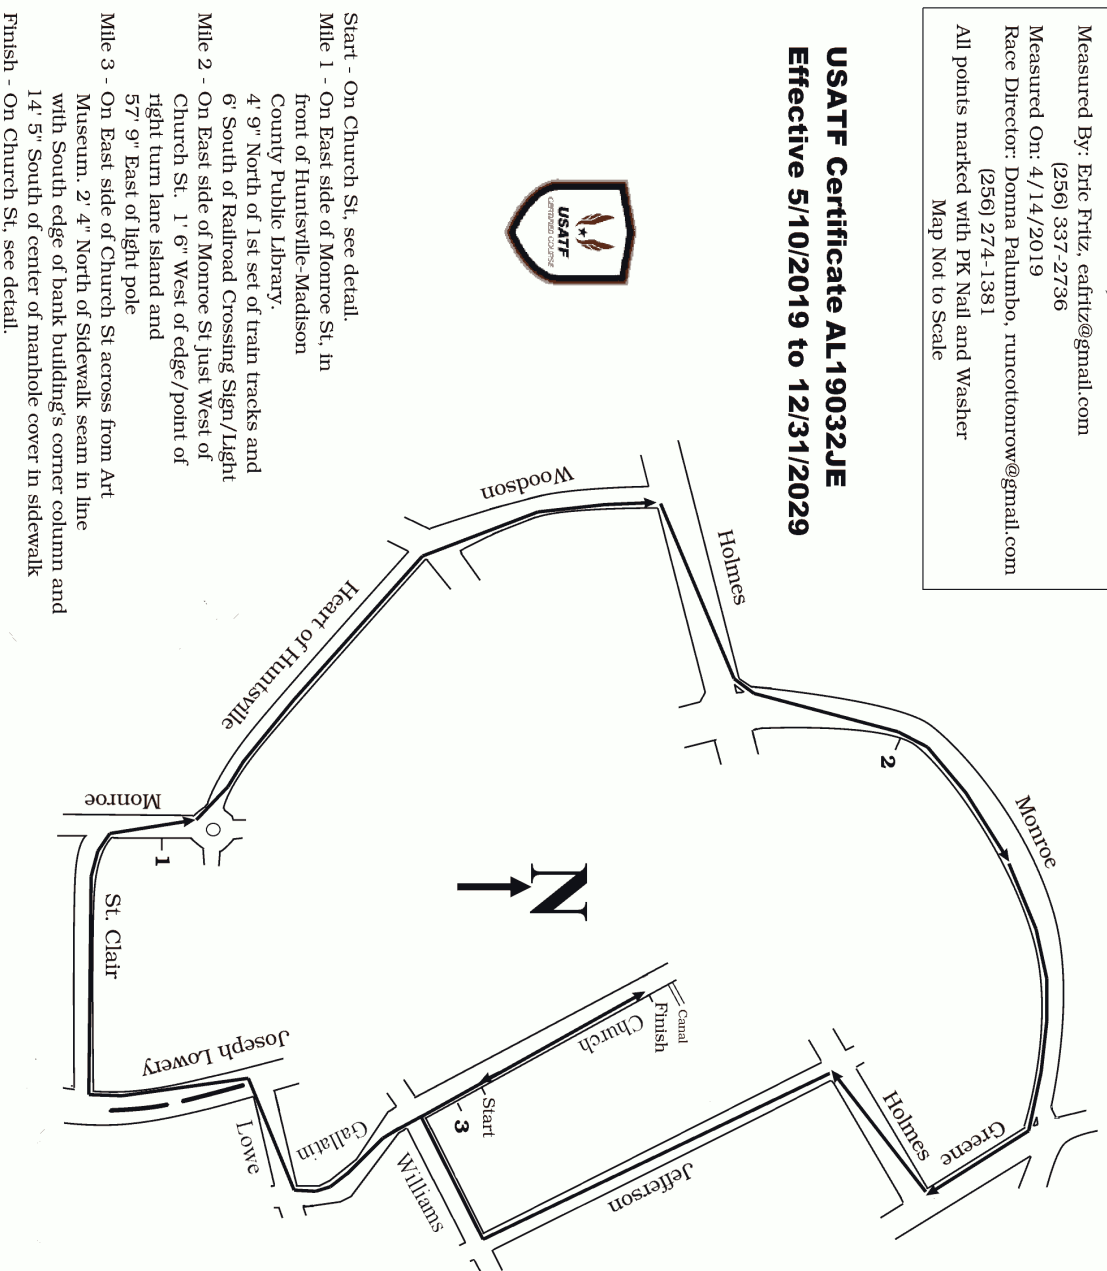 Measured By: Eric Fritz, eafritz@gmail.com
(256) 337-2736
Measured On: 4/14/2019
Race Director: Donna Palumbo, runcottonrow@gmail.com
(256) 274-1381
All points marked with PK Nail and Washer
Map Not to Scale
USATF Certificate AL19032JE
Effective 5/10/2019 to 12/31/2029
USATF
CERTIFIED COURSE
Start - On Church St, see detail.
Mile 1 - On East side of Monroe St, in
front of Huntsville-Madison
County Public Library.
4' 9" North of 1st set of train tracks and
6' South of Railroad Crossing Sign/Light
Mile 2 - On East side of Monroe St just West of
Church St. 1' 6" West of edge/point of
right turn lane island and
57' 9" East of light pole
Mile 3 - On East side of Church St across from Art
Museum. 2' 4" North of Sidewalk seam in line
with South edge of bank building's corner column and
14' 5" South of center of manhole cover in sidewalk
Finish - On Church St, see detail.
Woodson
Holmes
Heart of Huntsville
Monroe
1
2
Monroe
N
St. Clair
Joseph Lowery
Lowe
Gallatin
Williams
Church
Canal
Finish
Start
3
Jefferson
Holmes
Greene